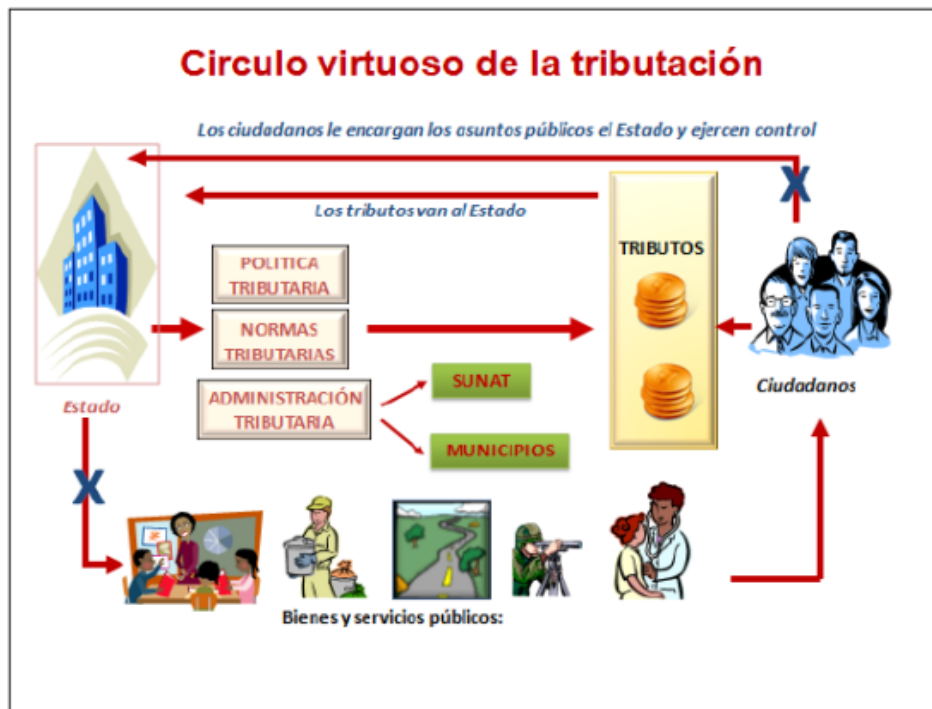 Circulo virtuoso de la tributación
Los ciudadanos le encargan los asuntos públicos el Estado y ejercen control
X
Los tributos van al Estado
TRIBUTOS
POLITICA
TRIBUTARIA
NORMAS
TRIBUTARIAS
ADMINISTRACIÓN
TRIBUTARIA
SUNAT
MUNICIPIOS
Ciudadanos
Estado
X
Bienes y servicios públicos: